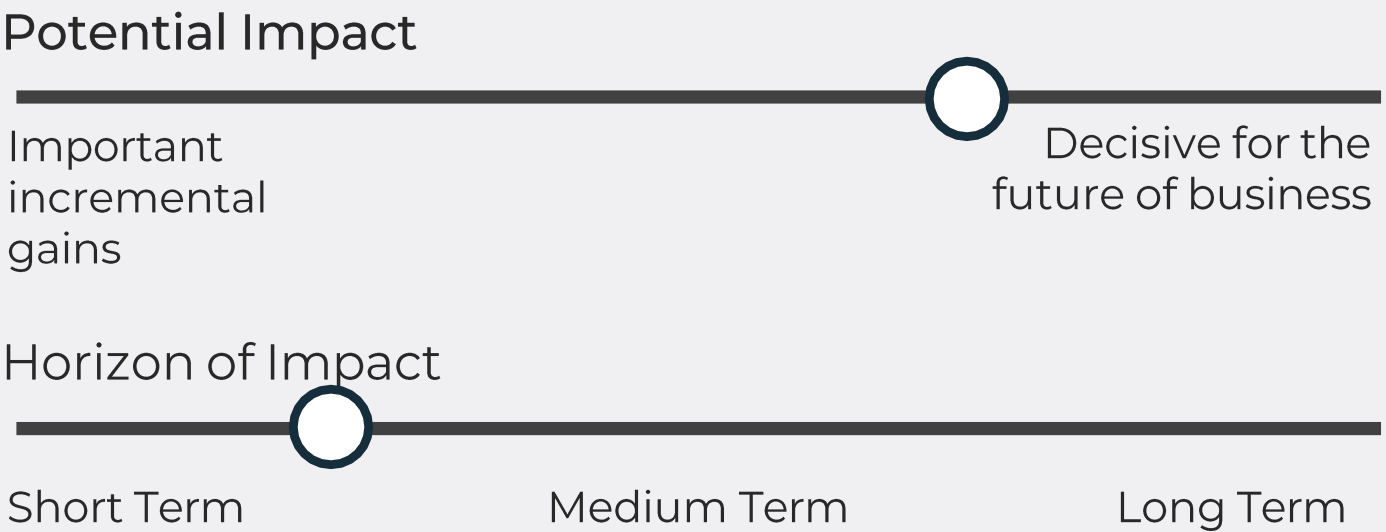 Potential Impact
Important
incremental
gains
Decisive for the
future of business
Horizon of Impact
Short Term
Medium Term
Long Term